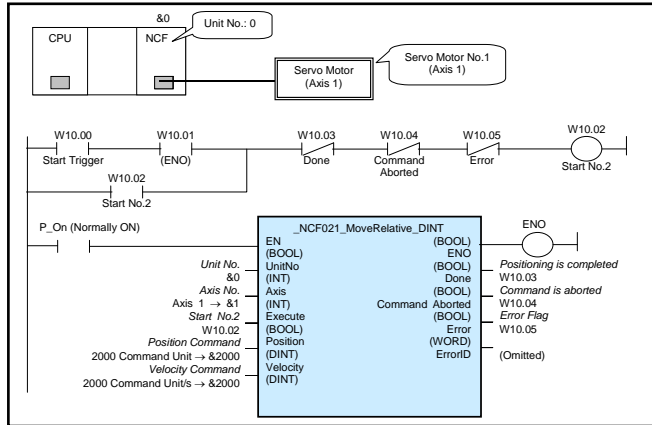 &0
Unit No.: 0
CPU
NCF
Servo Motor
(Axis 1)
Servo Motor No.1
(Axis 1)
W10.00
Start Trigger
W10.01
(ENO)
W10.03
Done
W10.04
Command
Aborted
W10.05
Error
W10.02
Start No.2
W10.02
Start No.2
P_On (Normally ON)
_NCF021_MoveRelative_DINT
ENO
EN
(BOOL)
(BOOL)
ENO
Unit No.
&0
UnitNo
(INT)
(BOOL)
Done
Positioning is completed
W10.03
Axis No.
Axis 1 → &1
Axis
(INT)
(BOOL)
Command Aborted
Command is aborted
W10.04
Start No.2
W10.02
Execute
(BOOL)
(BOOL)
Error
Error Flag
W10.05
Position Command
2000 Command Unit → &2000
Position
(DINT)
(WORD)
ErrorID
(Omitted)
Velocity Command
2000 Command Unit/s → &2000
Velocity
(DINT)